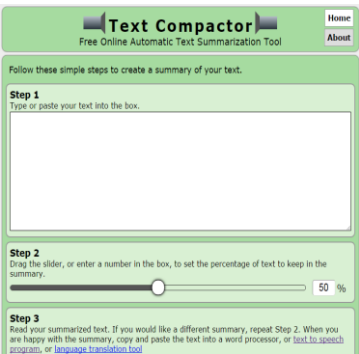 Text Compactor
Free Online Automatic Text Summarization Tool
Home
About
Follow these simple steps to create a summary of your text.
Step 1
Type or paste your text into the box.
Step 2
Drag the slider, or enter a number in the box, to set the percentage of text to keep in the
summary.
50 %
Step 3
Read your summarized text. If you would like a different summary, repeat Step 2. When you
are happy with the summary, copy and paste the text into a word processor, or text to speech
program, or language translation tool